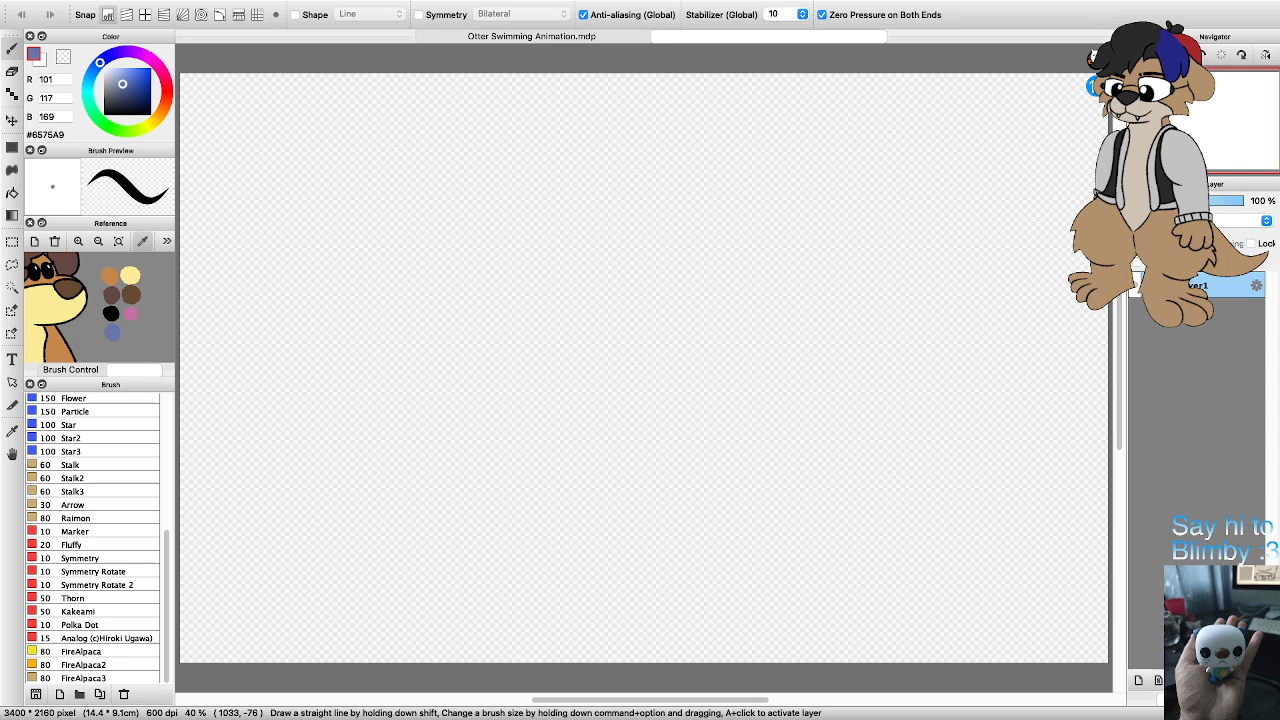 Snap Shape Line Symmetry Bilateral Anti-aliasing (Global) Stabilizer (Global) 10 Zero Pressure on Both Ends
Color
Otter Swimming Animation.mdp
Navigator
R 101
G 117
B 169
#6575A9
Brush Preview
Reference
Layer
100 %
Lock
Brush Control
Brush
150 Flower
150 Particle
100 Star
100 Star2
100 Star3
60 Stalk
60 Stalk2
60 Stalk3
30 Arrow
80 Raimon
10 Marker
20 Fluffy
10 Symmetry
10 Symmetry Rotate
10 Symmetry Rotate 2
50 Thorn
50 Kakeami
10 Polka Dot
15 Analog (c)Hiroki Ugawa)
80 FireAlpaca
80 FireAlpaca2
80 FireAlpaca3
Say hi to
Blimby :3
3400 * 2160 pixel (14.4 * 9.1cm) 600 dpi 40 % ( 1033, -76 ) Draw a straight line by holding down shift, Change a brush size by holding down command+option and dragging, A+click to activate layer